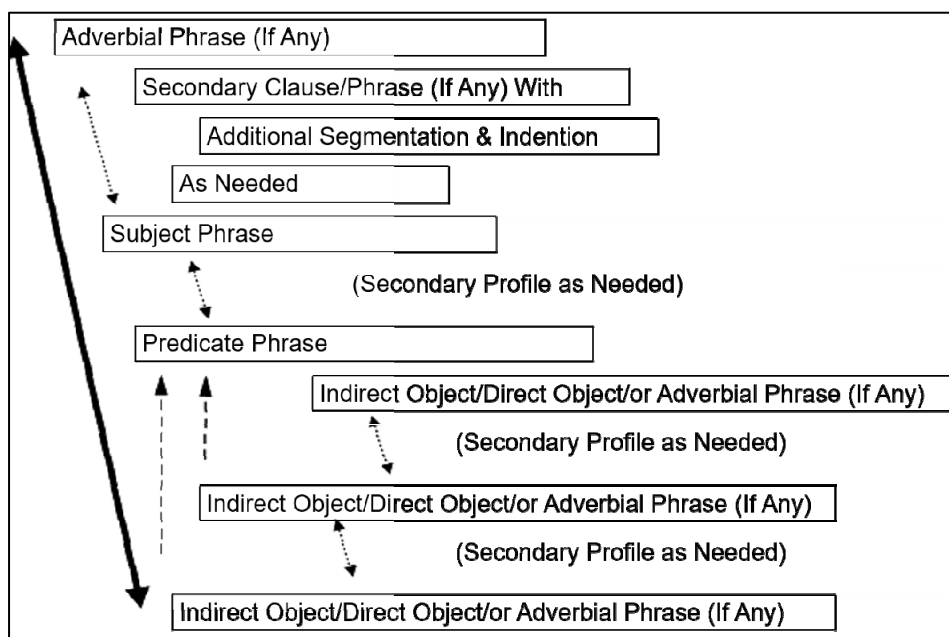 Adverbial Phrase (If Any)
Secondary Clause/Phrase (If Any) With
Additional Segmentation & Indention
As Needed
Subject Phrase
(Secondary Profile as Needed)
Predicate Phrase
Indirect Object/Direct Object/or Adverbial Phrase (If Any)
(Secondary Profile as Needed)
Indirect Object/Direct Object/or Adverbial Phrase (If Any)
(Secondary Profile as Needed)
Indirect Object/Direct Object/or Adverbial Phrase (If Any)